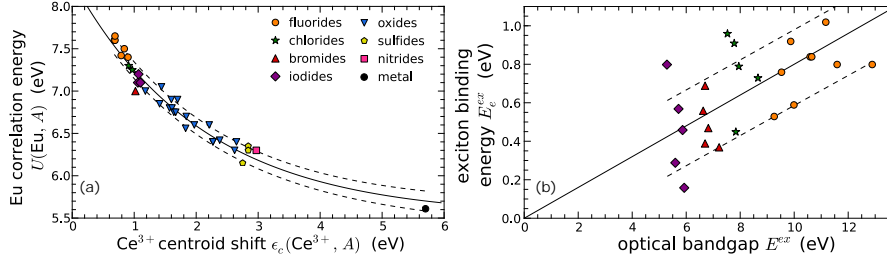 8.0
7.5
7.0
6.5
6.0
5.5
0 1 2 3 4 5 6
Eu correlation energy
U(Eu, A) (eV)
Ce³⁺ centroid shift ϵc(Ce³⁺, A) (eV)
(a)
fluorides
chlorides
bromides
iodides
oxides
sulfides
nitrides
metal
1.0
0.8
0.6
0.4
0.2
0.0
0 2 4 6 8 10 12
exciton binding
energy Eₑᵉˣ (eV)
optical bandgap Eᵉˣ (eV)
(b)